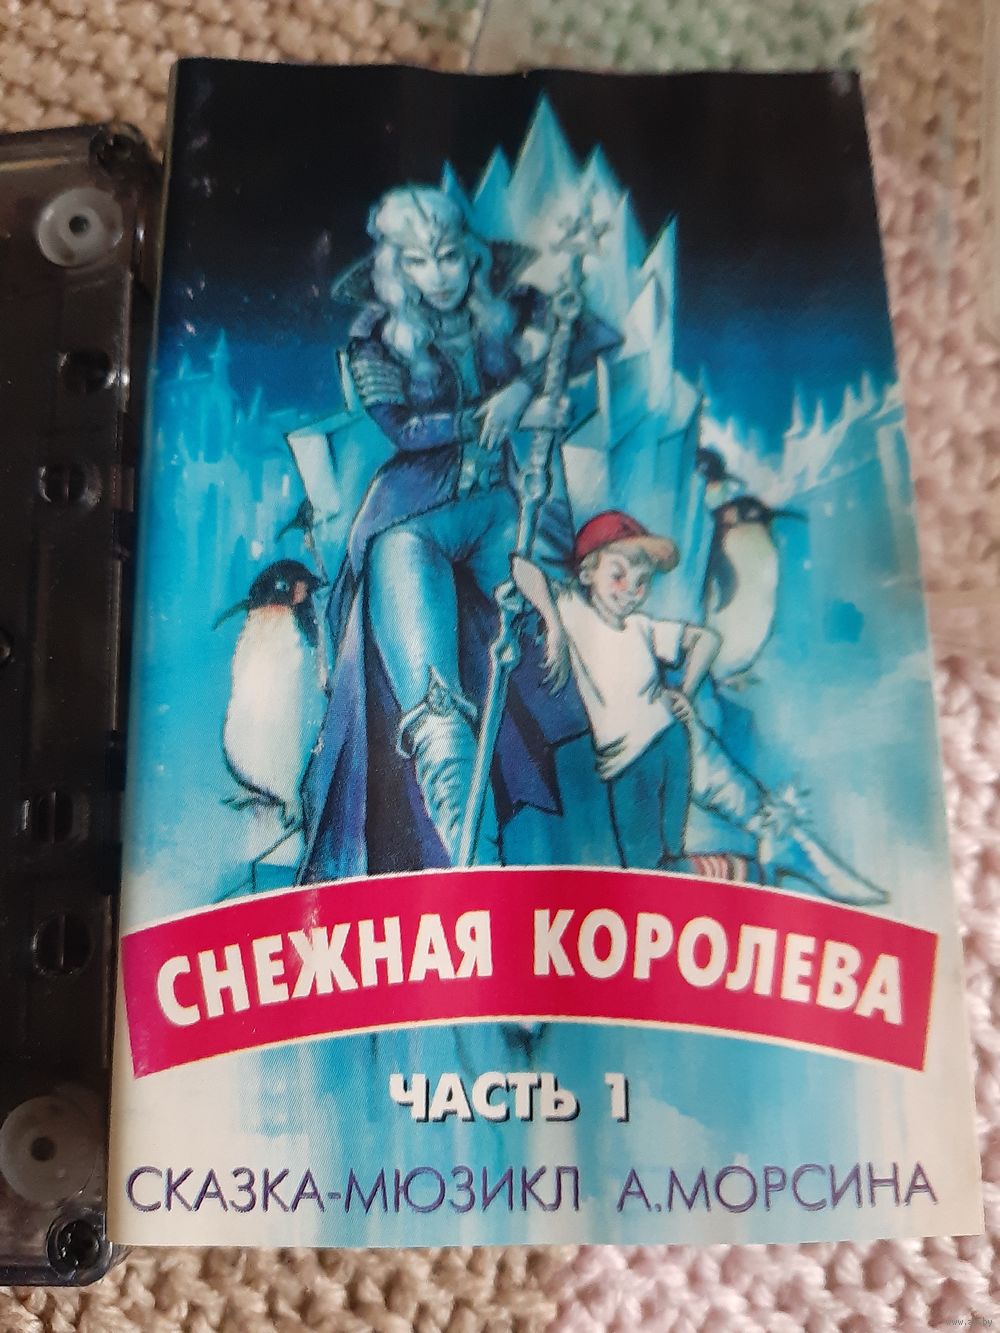 СНЕЖНАЯ КОРОЛЕВА
ЧАСТЬ 1
СКАЗКА-МЮЗИКЛ А.МОРСИНА